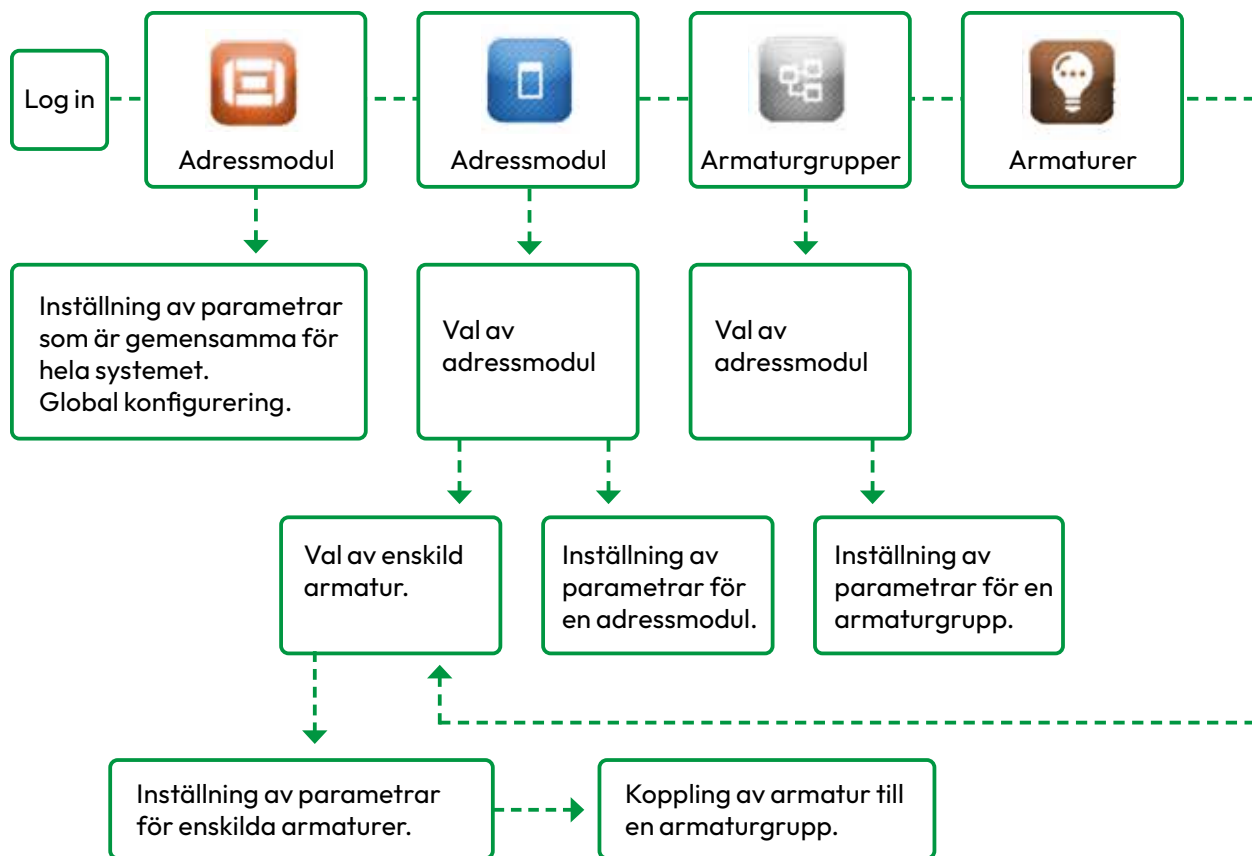 Log in
Adressmodul
Adressmodul
Armaturgrupper
Armaturer
Inställning av parametrar
som är gemensamma för
hela systemet.
Global konfigurering.
Val av
adressmodul
Val av
adressmodul
Val av enskild
armatur.
Inställning av
parametrar för
en adressmodul.
Inställning av
parametrar för en
armaturgrupp.
Inställning av parametrar
för enskilda armaturer.
Koppling av armatur till
en armaturgrupp.